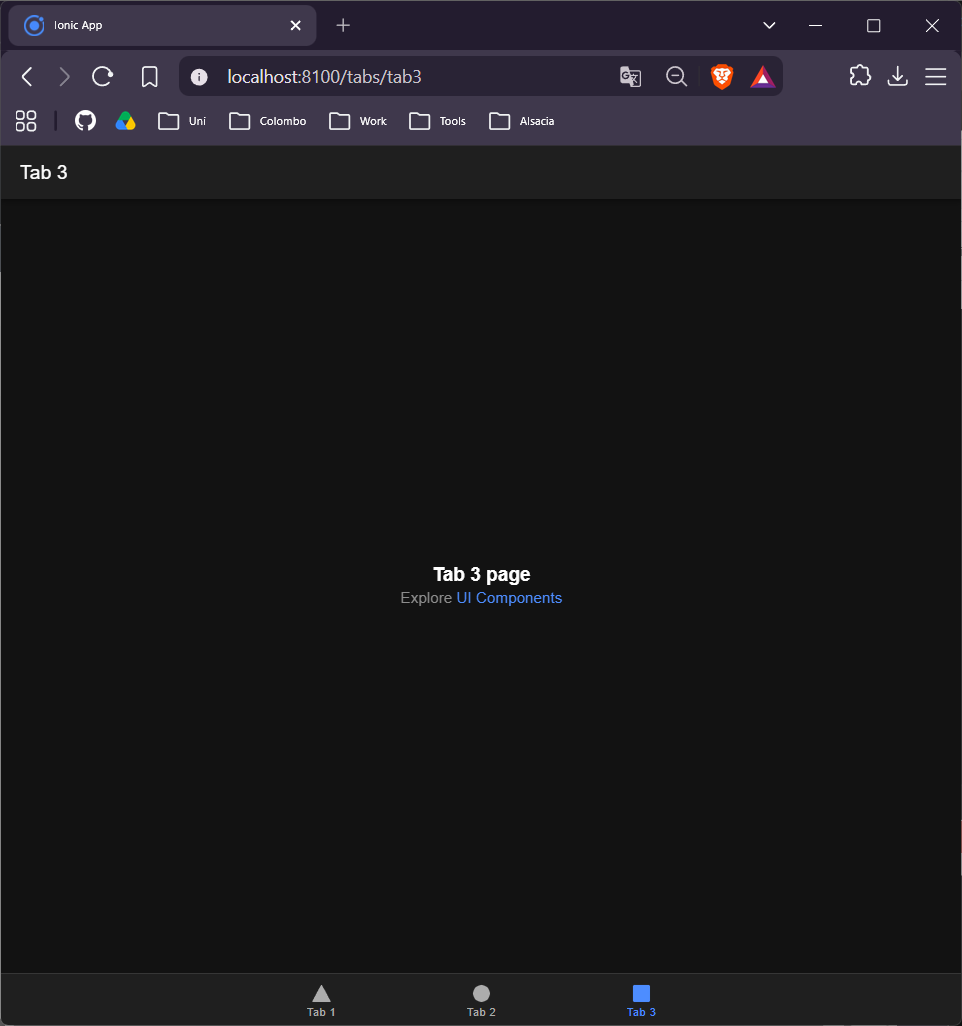 Ionic App
localhost:8100/tabs/tab3
Uni
Colombo
Work
Tools
Alsacia
Tab 3
Tab 3 page
Explore UI Components
Tab 1
Tab 2
Tab 3